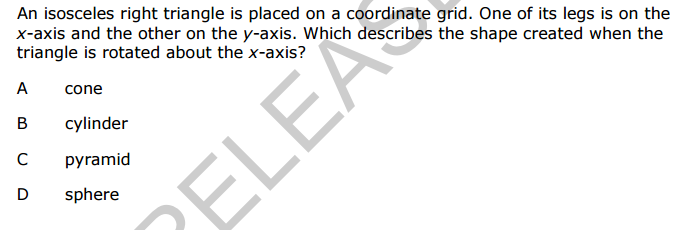 An isosceles right triangle is placed on a coordinate grid. One of its legs is on the
x-axis and the other on the y-axis. Which describes the shape created when the
triangle is rotated about the x-axis?
A cone
B cylinder
C pyramid
D sphere
RELEAS